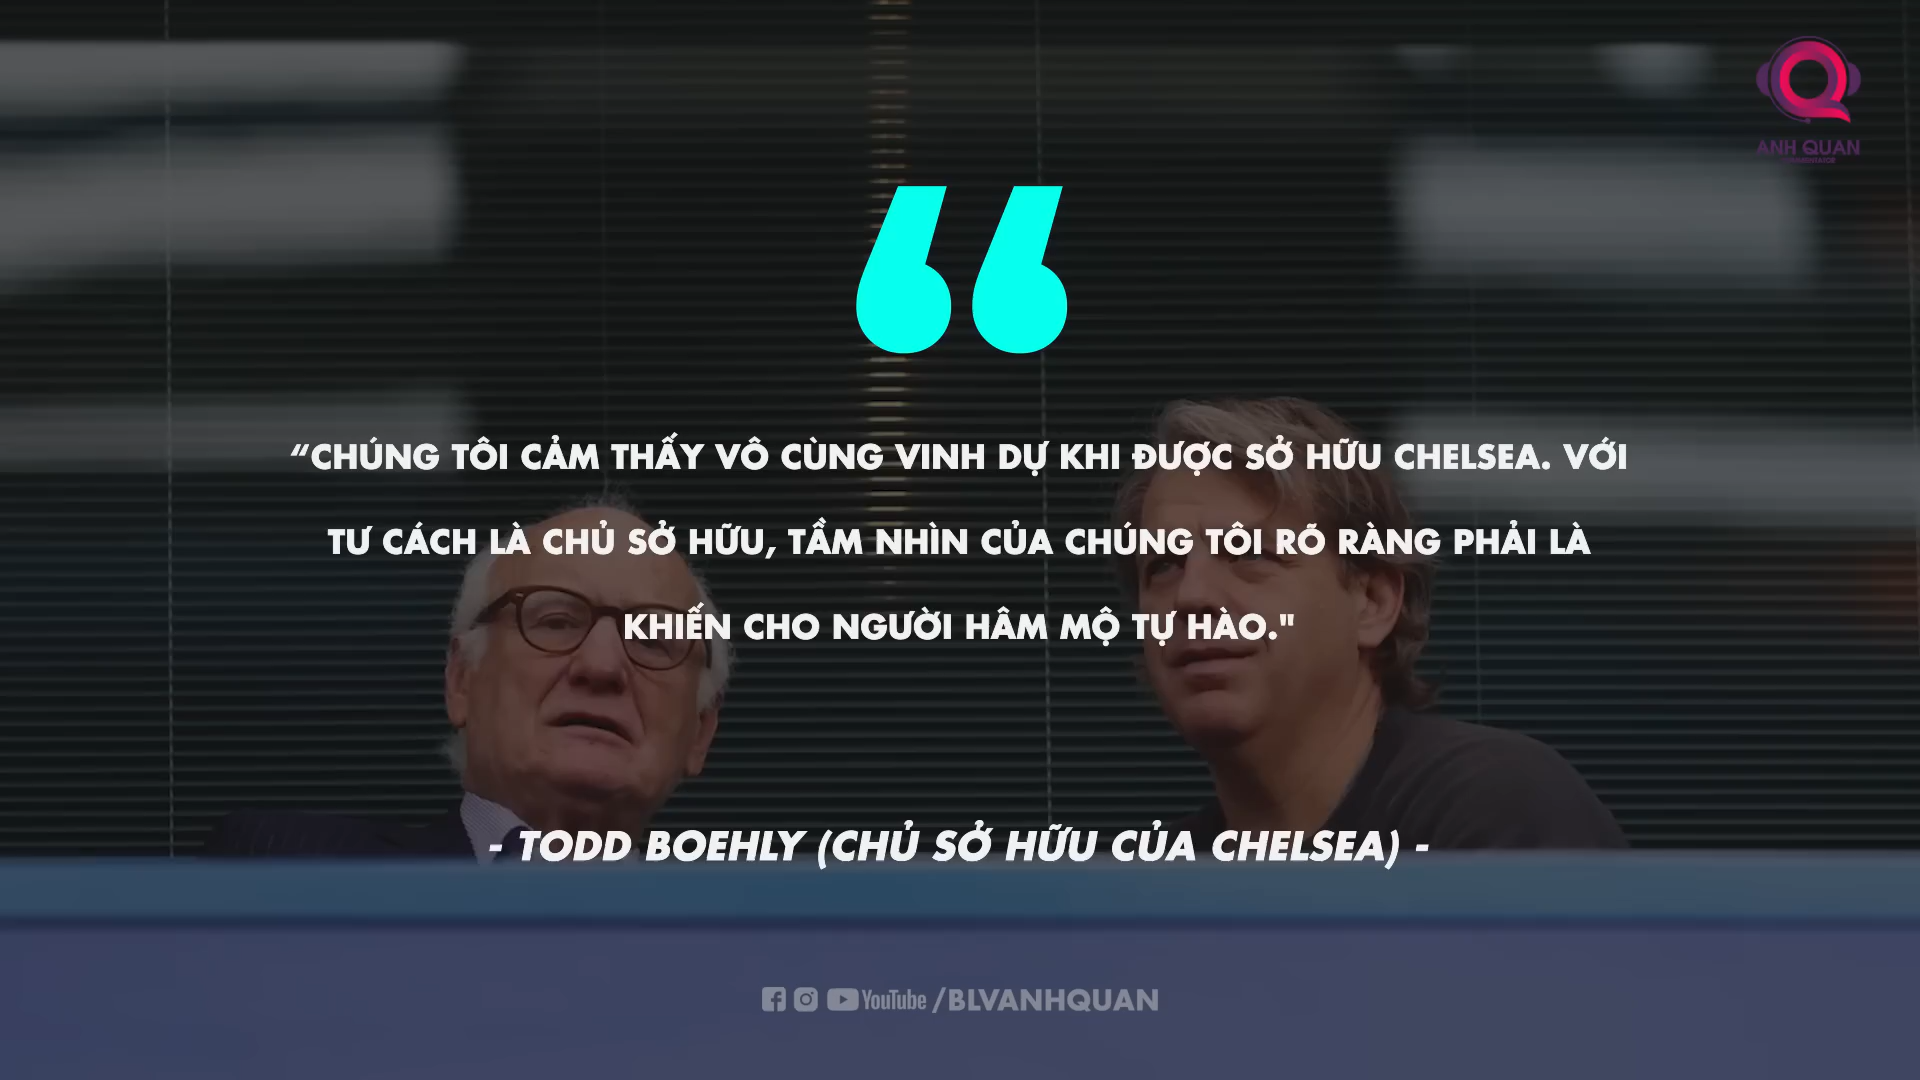 ANH QUAN
COMMENTATOR
“CHÚNG TÔI CẢM THẤY VÔ CÙNG VINH DỰ KHI ĐƯỢC SỞ HỮU CHELSEA. VỚI
TƯ CÁCH LÀ CHỦ SỞ HỮU, TẦM NHÌN CỦA CHÚNG TÔI RÕ RÀNG PHẢI LÀ
KHIẾN CHO NGƯỜI HÂM MỘ TỰ HÀO."
- TODD BOEHLY (CHỦ SỞ HỮU CỦA CHELSEA) -
YouTube /BLVANHQUAN